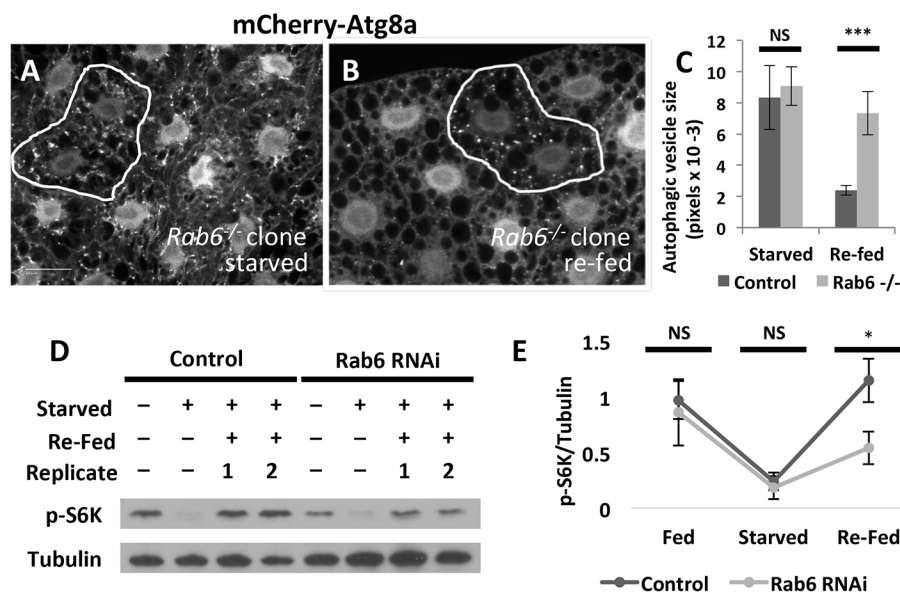 mCherry-Atg8a
A
Rab6-/- clone
starved
B
Rab6-/- clone
re-fed
C
Autophagic vesicle size
(pixels x 10 -3)
12
10
8
6
4
2
0
NS
***
Starved
Re-fed
Control
Rab6 -/-
D
Control
Rab6 RNAi
Starved
– + + + – + + +
Re-Fed
– – + + – – + +
Replicate
– – 1 2 – – 1 2
p-S6K
Tubulin
E
p-S6K/Tubulin
1.5
1
0.5
0
NS
NS
*
Fed
Starved
Re-Fed
Control
Rab6 RNAi